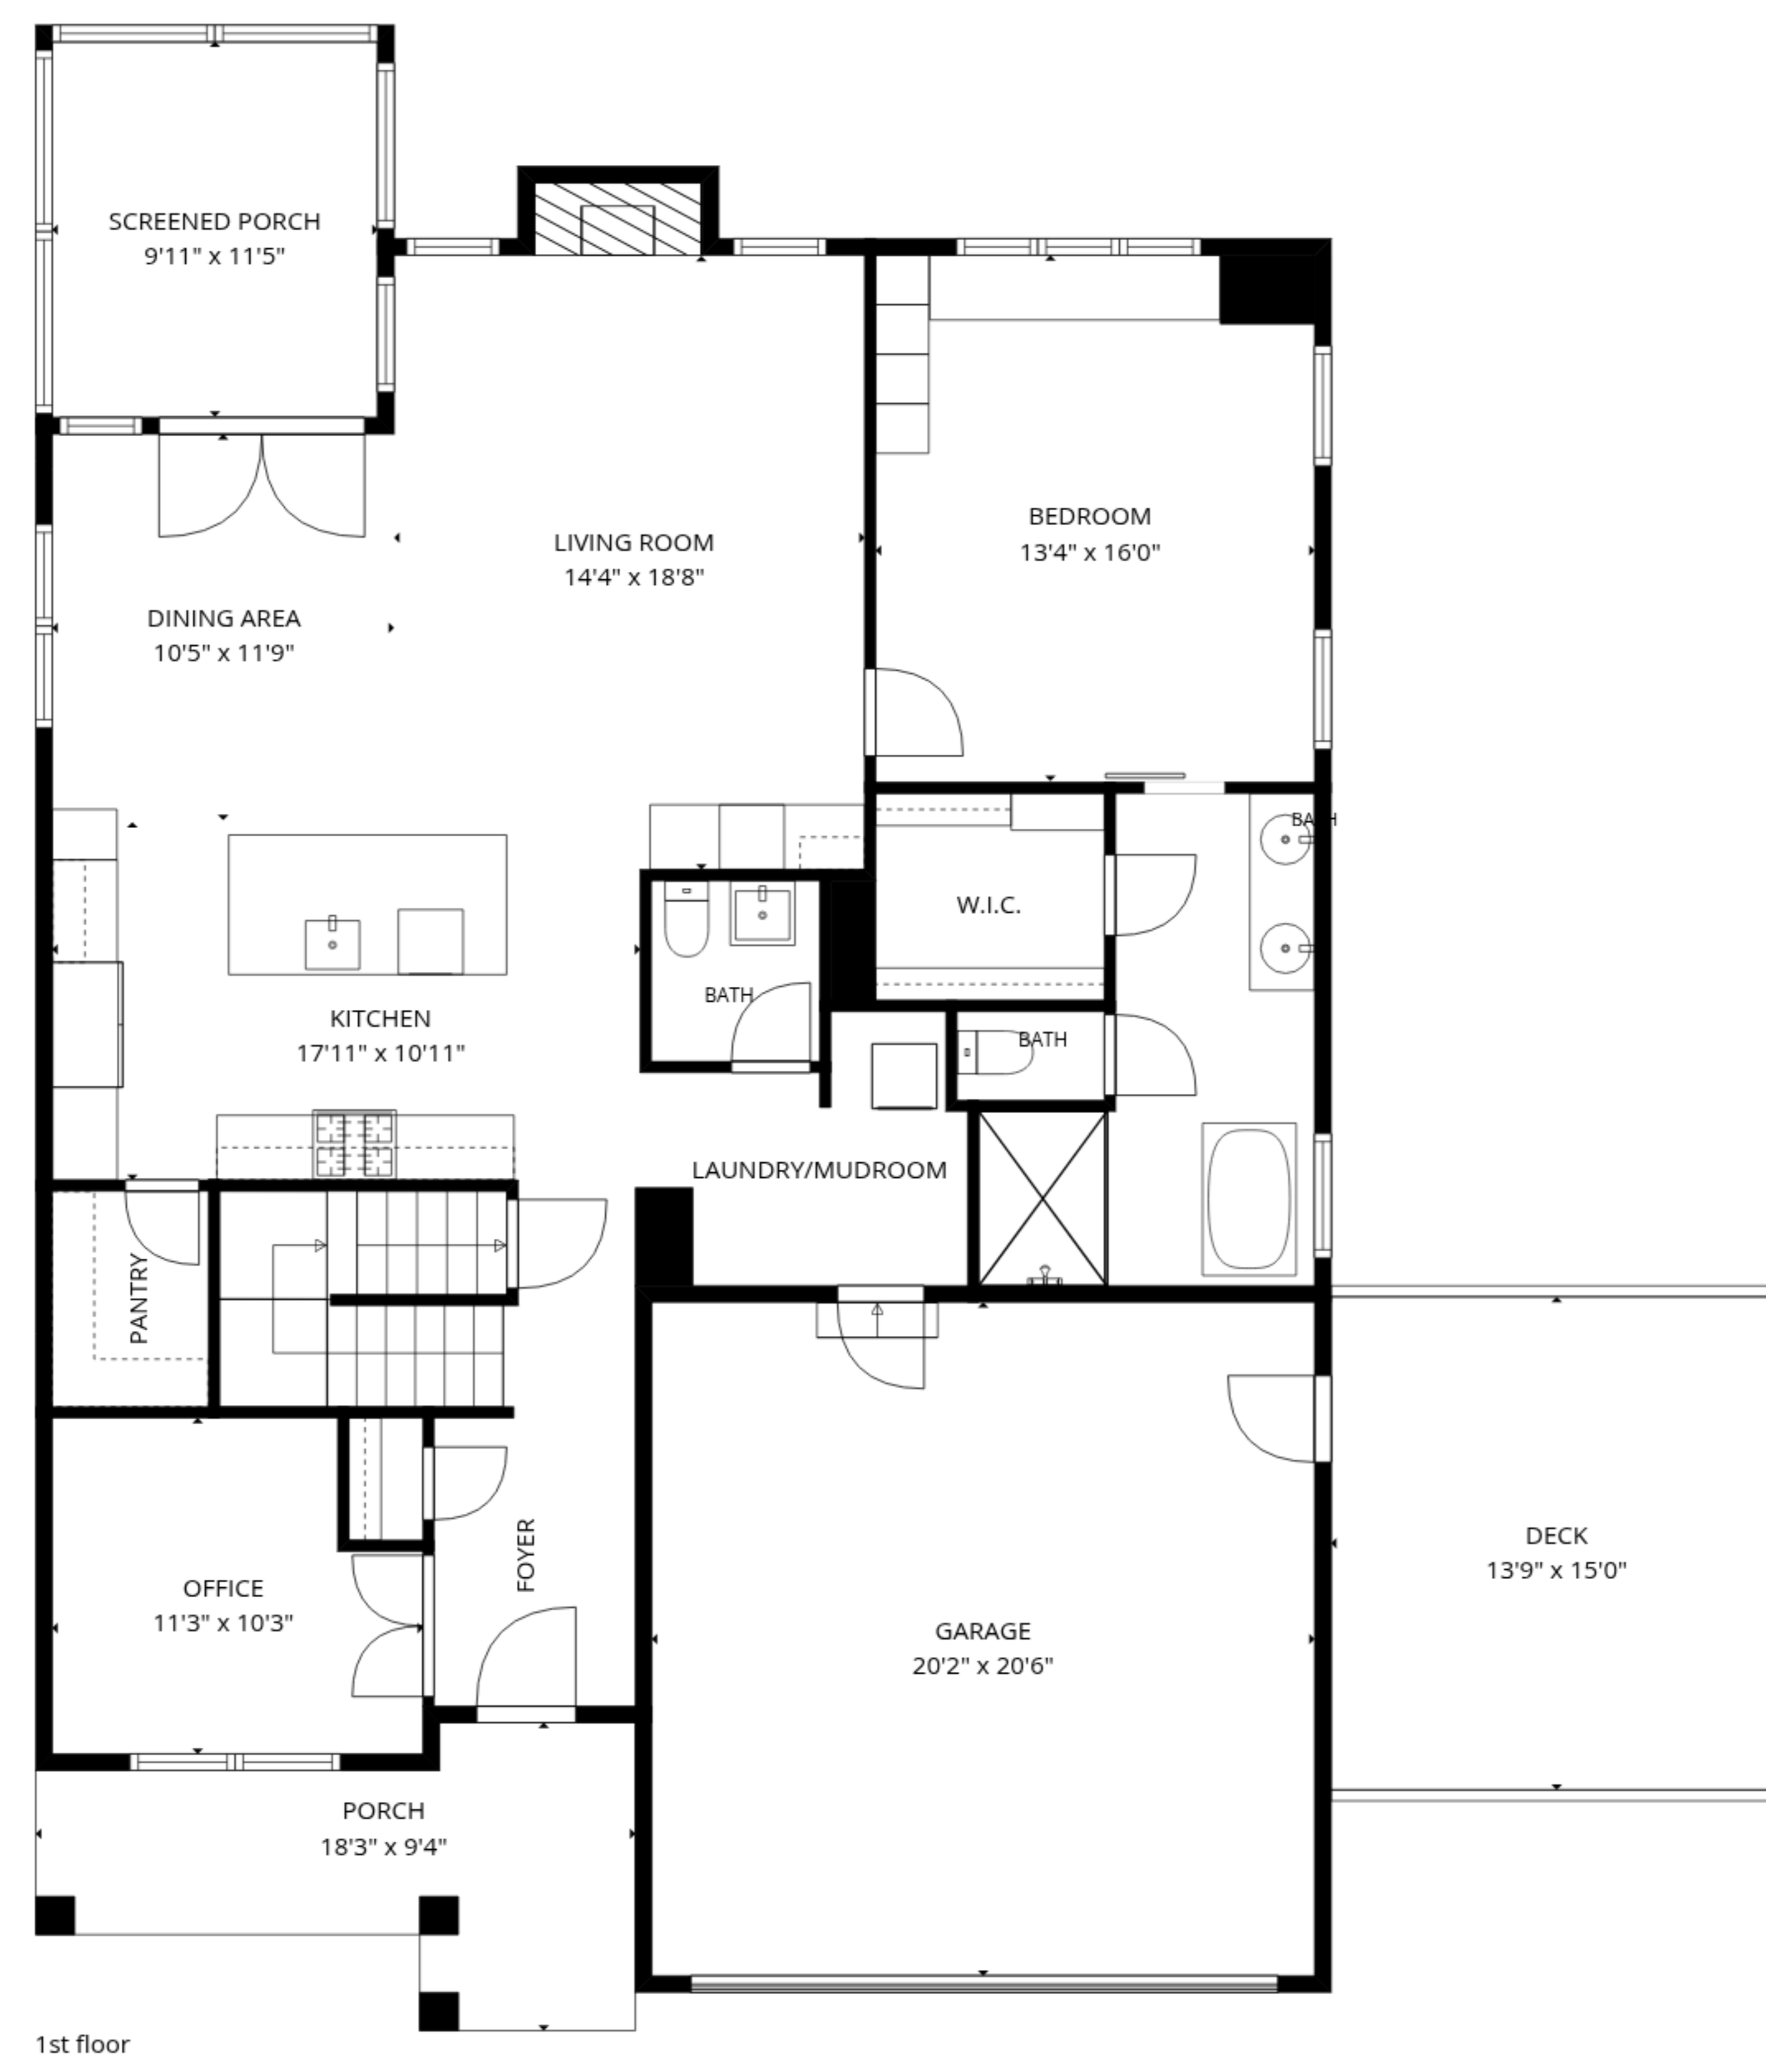 SCREENED PORCH
9'11" x 11'5"
LIVING ROOM
14'4" x 18'8"
BEDROOM
13'4" x 16'0"
DINING AREA
10'5" x 11'9"
BATH
W.I.C.
KITCHEN
17'11" x 10'11"
BATH
BATH
LAUNDRY/MUDROOM
PANTRY
FOYER
OFFICE
11'3" x 10'3"
GARAGE
20'2" x 20'6"
DECK
13'9" x 15'0"
PORCH
18'3" x 9'4"
1st floor